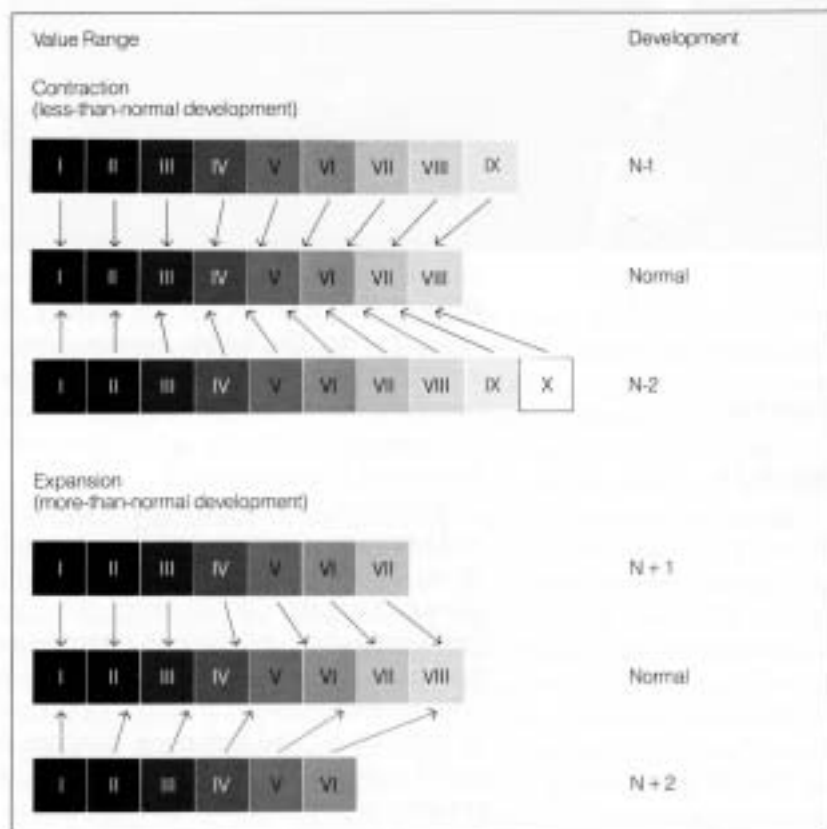 Value Range Development
Contraction
(less-than-normal development)
I II III IV V VI VII VIII IX N-1
I II III IV V VI VII VIII Normal
I II III IV V VI VII VIII IX X N-2
Expansion
(more-than-normal development)
I II III IV V VI VII N + 1
I II III IV V VI VII VIII Normal
I II III IV V VI N + 2